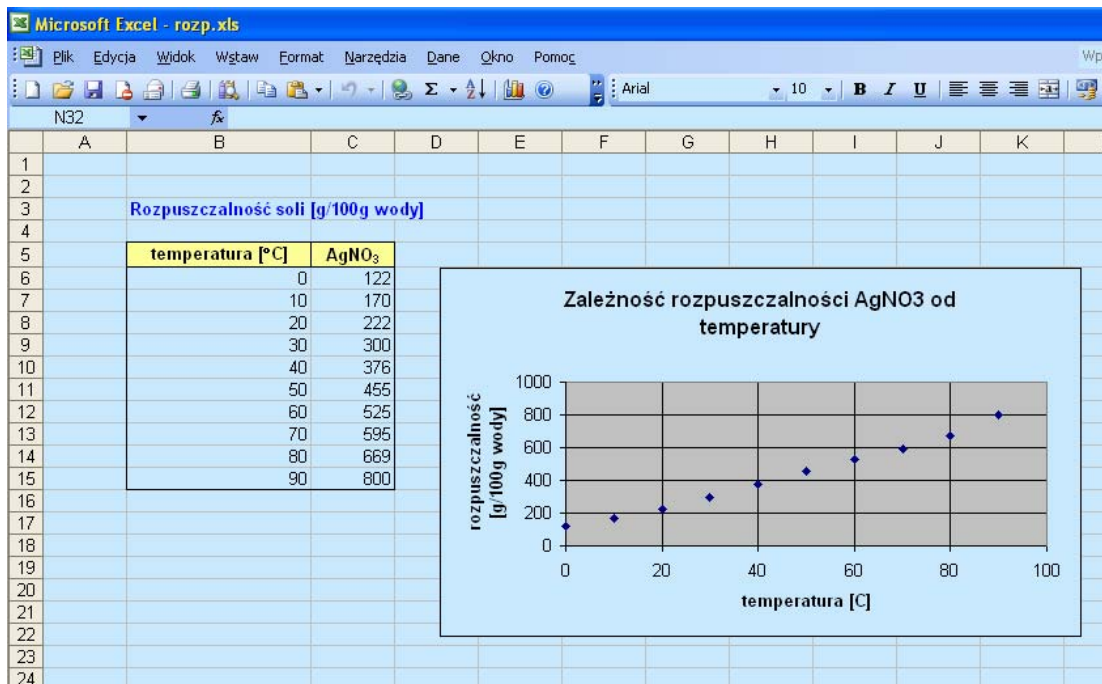 Microsoft Excel - rozp.xls
Plik Edycja Widok Wstaw Format Narzędzia Dane Okno Pomoc
Wp
Arial 10 B I U
N32 fx
A B C D E F G H I J K
1
2
3 Rozpuszczalność soli [g/100g wody]
4
5 temperatura [°C] AgNO₃
6 0 122
7 10 170
8 20 222
9 30 300
10 40 376
11 50 455
12 60 525
13 70 595
14 80 669
15 90 800
16
17
18
19
20
21
22
23
24
Zależność rozpuszczalności AgNO3 od
temperatury
rozpuszczalność
[g/100g wody]
1000
800
600
400
200
0
0 20 40 60 80 100
temperatura [C]